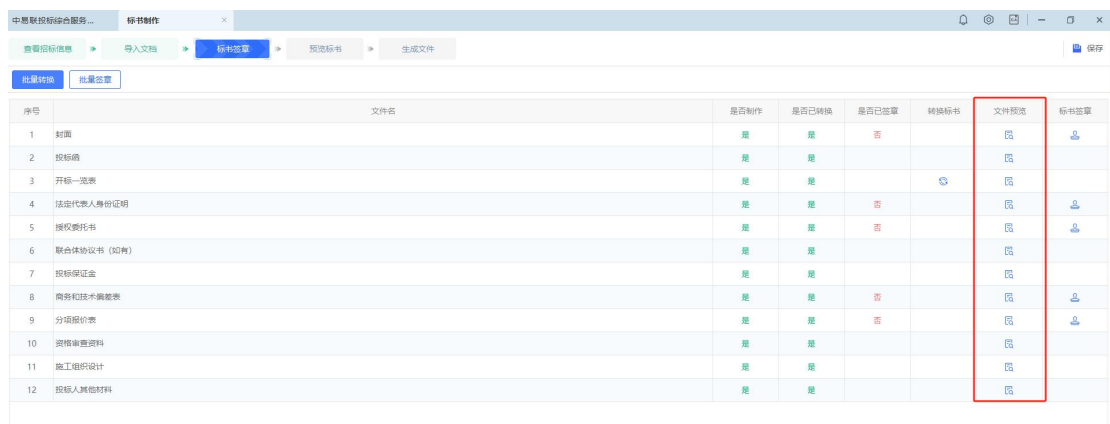 中易联投标综合服务... 标书制作 ×
查看招标信息 导入文档 标书签章 预览标书 生成文件 保存
批量转换 批量签章
序号 文件名 是否制作 是否已转换 是否已签章 转换标书 文件预览 标书签章
1 封面 是 是 否
2 投标函 是 是
3 开标一览表 是 是
4 法定代表人身份证明 是 是 否
5 授权委托书 是 是 否
6 联合体协议书（如有） 是 是
7 投标保证金 是 是
8 商务和技术偏差表 是 是 否
9 分项报价表 是 是 否
10 资格审查资料 是 是
11 施工组织设计 是 是
12 投标人其他材料 是 是